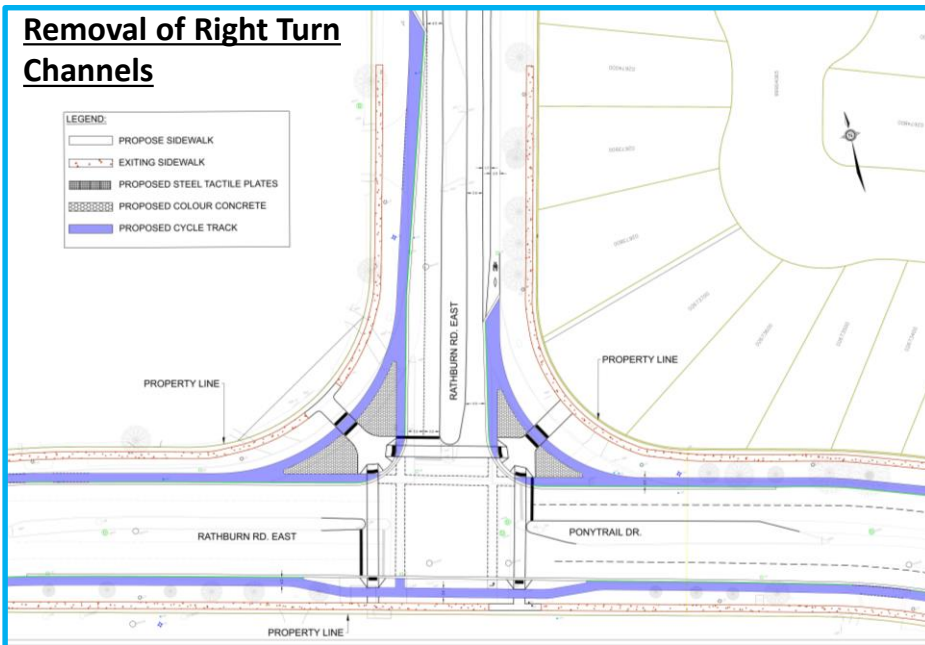 Removal of Right Turn
Channels
LEGEND:
PROPOSE SIDEWALK
EXITING SIDEWALK
PROPOSED STEEL TACTILE PLATES
PROPOSED COLOUR CONCRETE
PROPOSED CYCLE TRACK
PROPERTY LINE
PROPERTY LINE
RATHBURN RD. EAST
RATHBURN RD. EAST
PONYTRAIL DR.
PROPERTY LINE